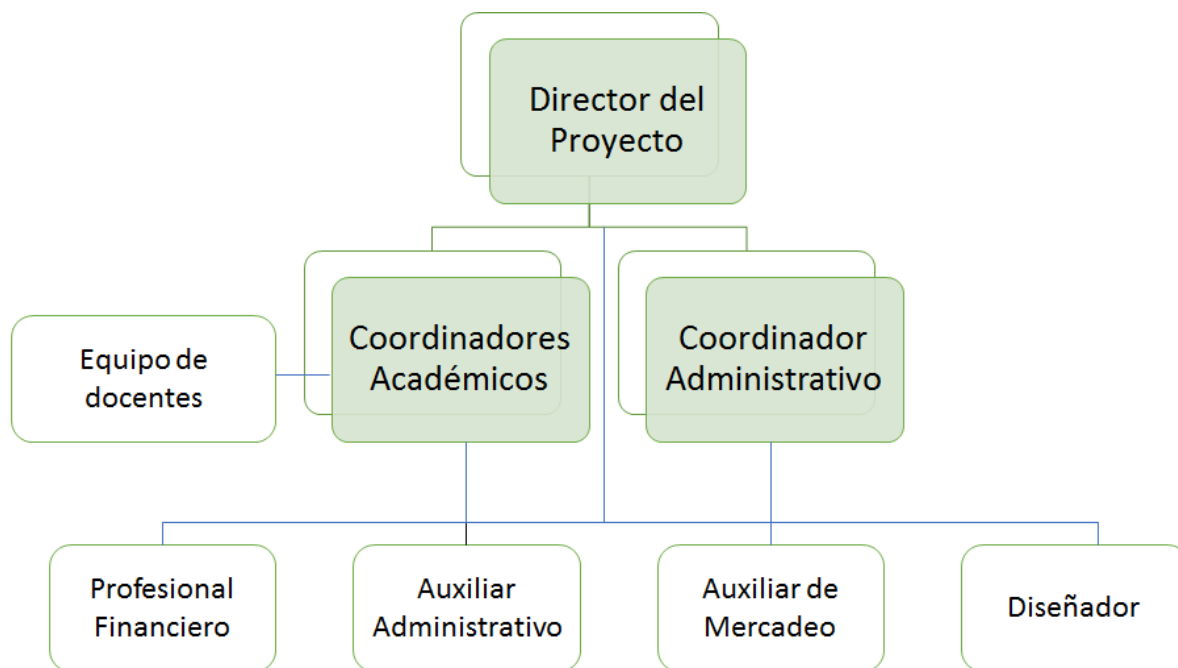 Director del
Proyecto
Coordinadores
Académicos
Coordinador
Administrativo
Equipo de
docentes
Profesional
Financiero
Auxiliar
Administrativo
Auxiliar de
Mercadeo
Diseñador